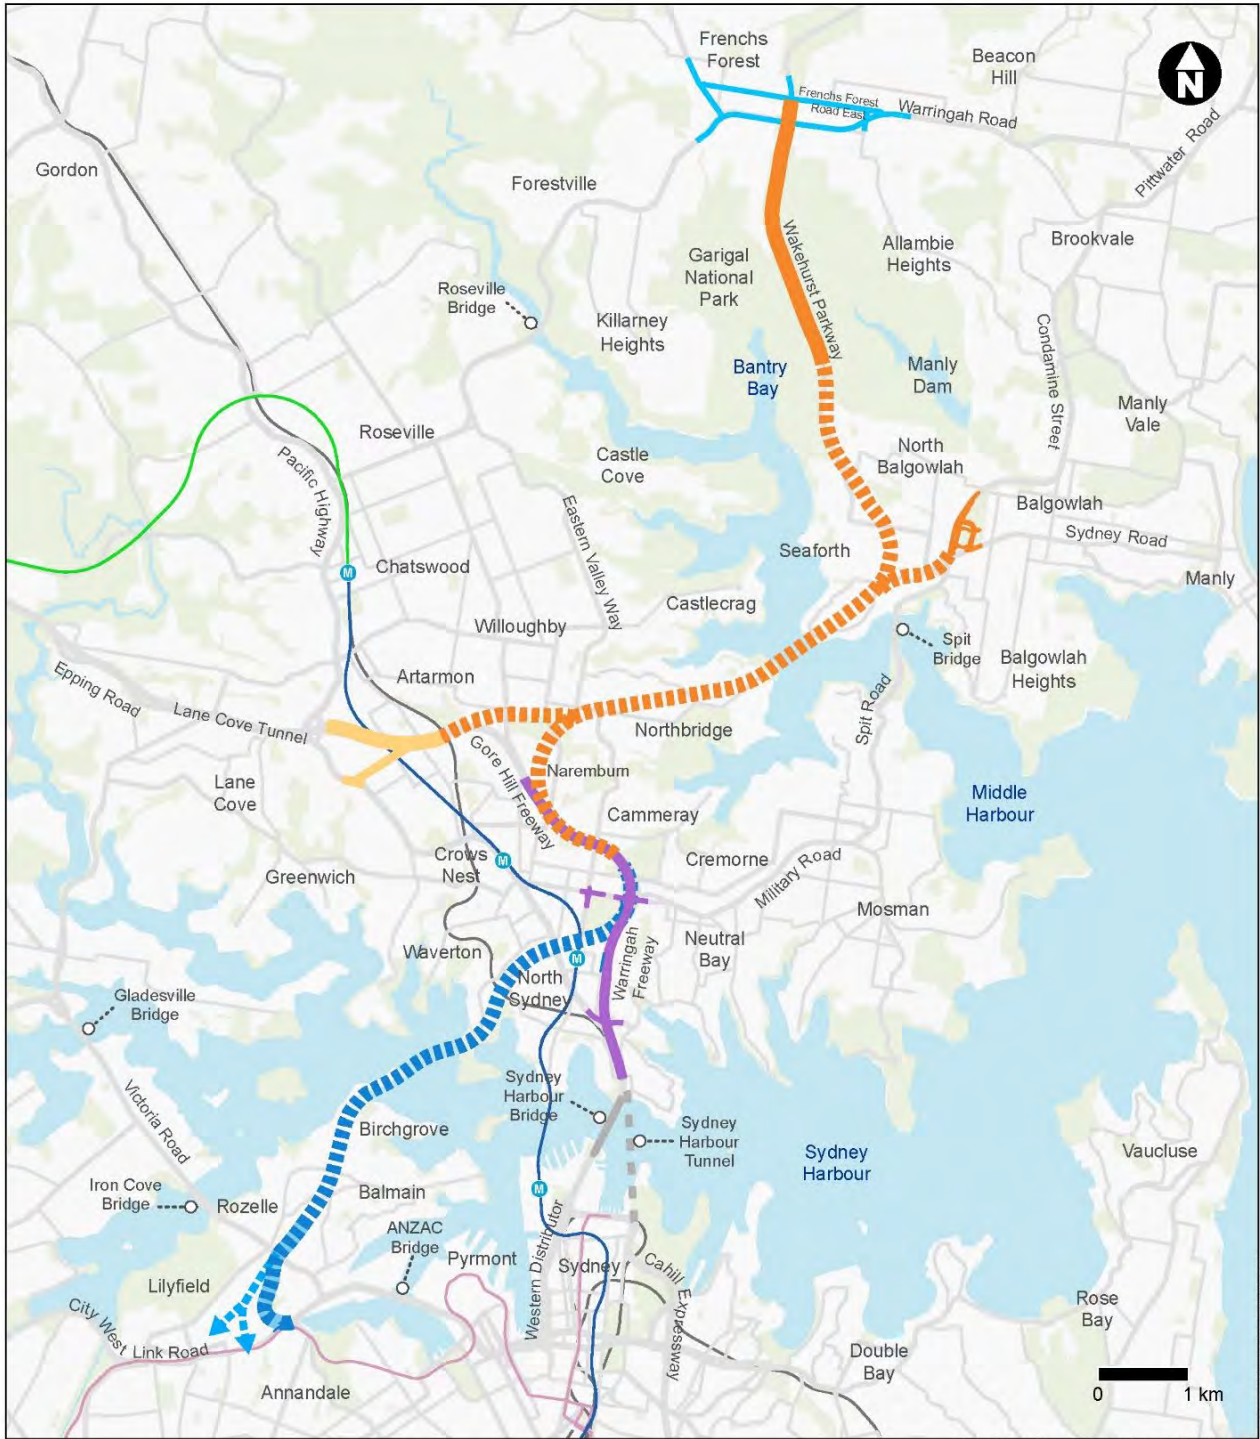 Frenchs
Forest
Beacon
Hill
N
Frenchs Forest
Road East
Warringah Road
Pittwater Road
Gordon
Forestville
Wakehurst Parkway
Allambie
Heights
Brookvale
Garigal
National
Park
Roseville
Bridge
Killarney
Heights
Condamine Street
Bantry
Bay
Manly
Dam
Manly
Vale
Roseville
Pacific Highway
Castle
Cove
North
Balgowlah
Balgowlah
Sydney Road
Eastern Valley Way
Seaforth
M
Chatswood
Manly
Castlecrag
Willoughby
Spit
Bridge
Balgowlah
Heights
Epping Road
Artarmon
Lane Cove Tunnel
Spit Road
Northbridge
Gore Hill Freeway
Naremburn
Lane
Cove
Middle
Harbour
Cammeray
Crows
Nest
M
Cremorne
Military Road
Greenwich
Mosman
Waverton
M
Neutral
Bay
Warringah
Freeway
North
Sydney
Gladesville
Bridge
Victoria Road
Sydney
Harbour
Bridge
Birchgrove
Sydney
Harbour
Tunnel
Sydney
Harbour
Vaucluse
Iron Cove
Bridge
Rozelle
Balmain
M
ANZAC
Bridge
Pyrmont
Western Distributor
Sydney
Cahill Expressway
Lilyfield
City West
Link Road
Rose
Bay
Double
Bay
Annandale
0
1 km